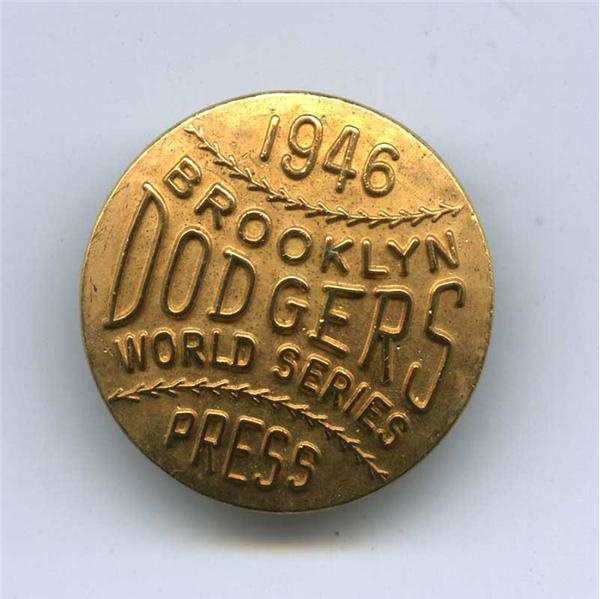 1946
BROOKLYN
DODGERS
WORLD SERIES
PRESS